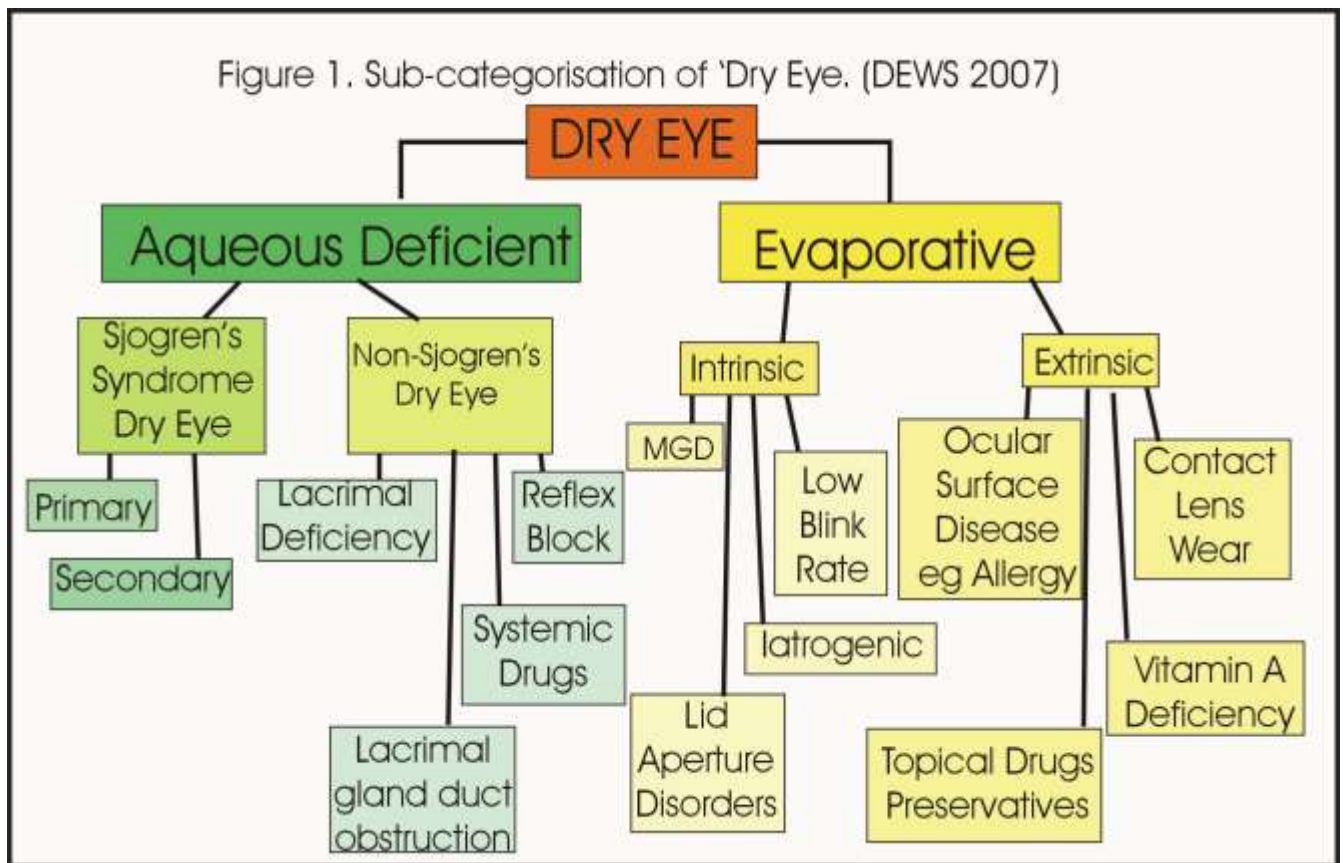 Figure 1. Sub-categorisation of 'Dry Eye. (DEWS 2007)
DRY EYE
Aqueous Deficient
Evaporative
Sjogren's
Syndrome
Dry Eye
Non-Sjogren's
Dry Eye
Intrinsic
Extrinsic
Primary
Secondary
Lacrimal
Deficiency
Reflex
Block
Systemic
Drugs
Lacrimal
gland duct
obstruction
MGD
Low
Blink
Rate
Iatrogenic
Lid
Aperture
Disorders
Ocular
Surface
Disease
eg Allergy
Contact
Lens
Wear
Vitamin A
Deficiency
Topical Drugs
Preservatives